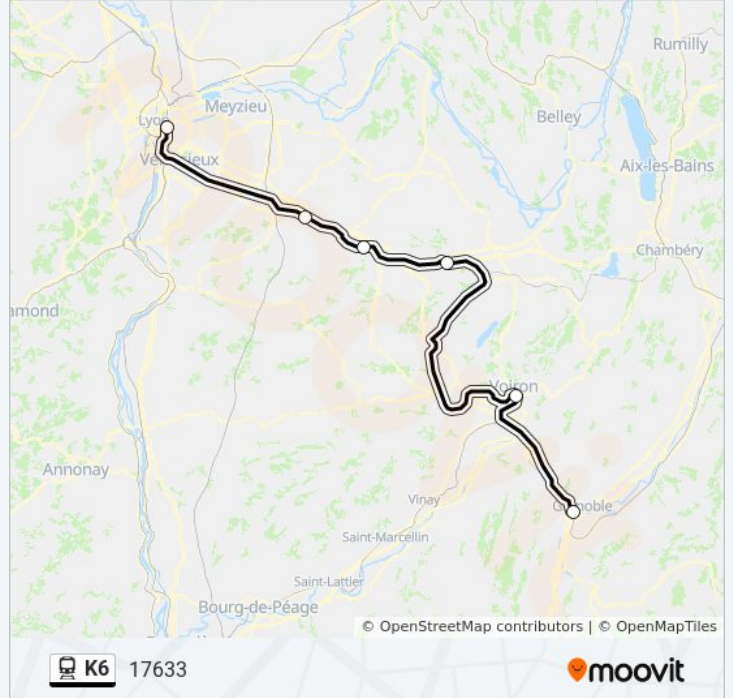 Rumilly
Meyzieu
Lyon
Belley
Vénissieux
Aix-les-Bains
Chambéry
amond
Voiron
Annonay
Vinay
Grenoble
Saint-Marcellin
Saint-Lattier
Bourg-de-Péage
© OpenStreetMap contributors | © OpenMapTiles
K6 17633 moovit